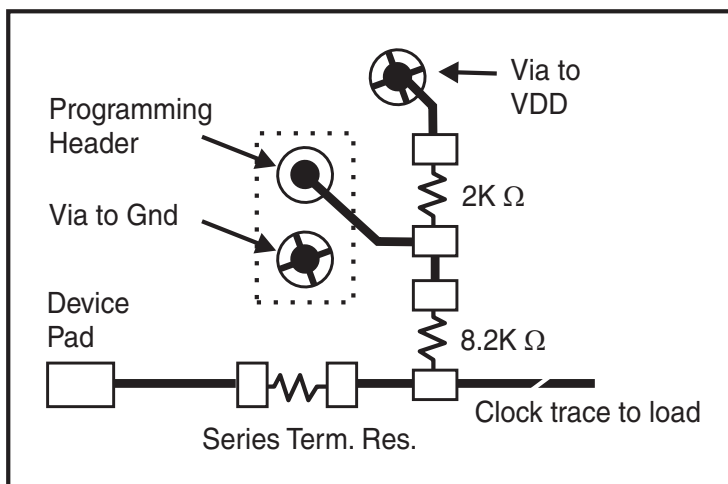 Via to
VDD
Programming
Header
2K Ω
Via to Gnd
Device
Pad
8.2K Ω
Clock trace to load
Series Term. Res.